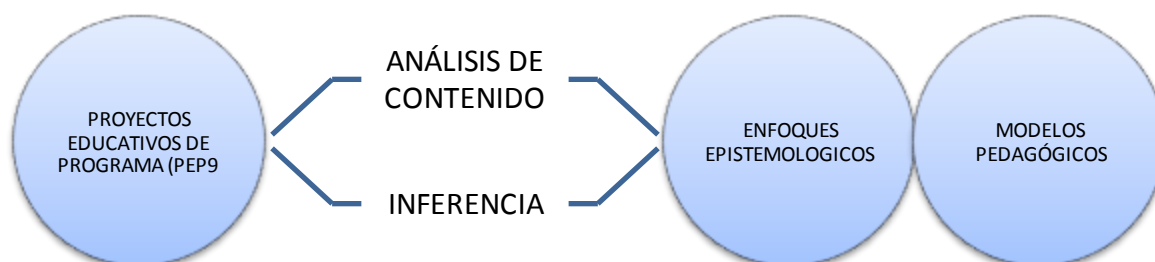 PROYECTOS
EDUCATIVOS DE
PROGRAMA (PEP9
ANÁLISIS DE
CONTENIDO
INFERENCIA
ENFOQUES
EPISTEMOLOGICOS
MODELOS
PEDAGÓGICOS